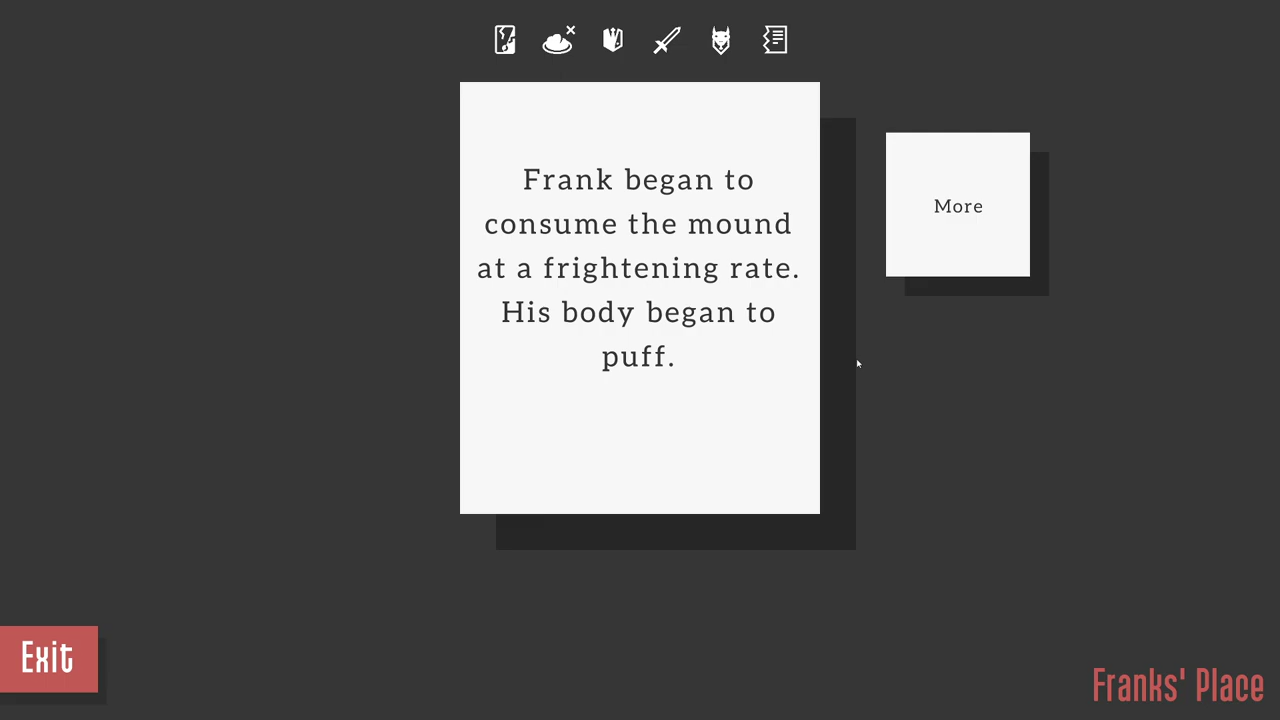 Frank began to
consume the mound
at a frightening rate.
His body began to
puff.
More
Exit
Franks' Place